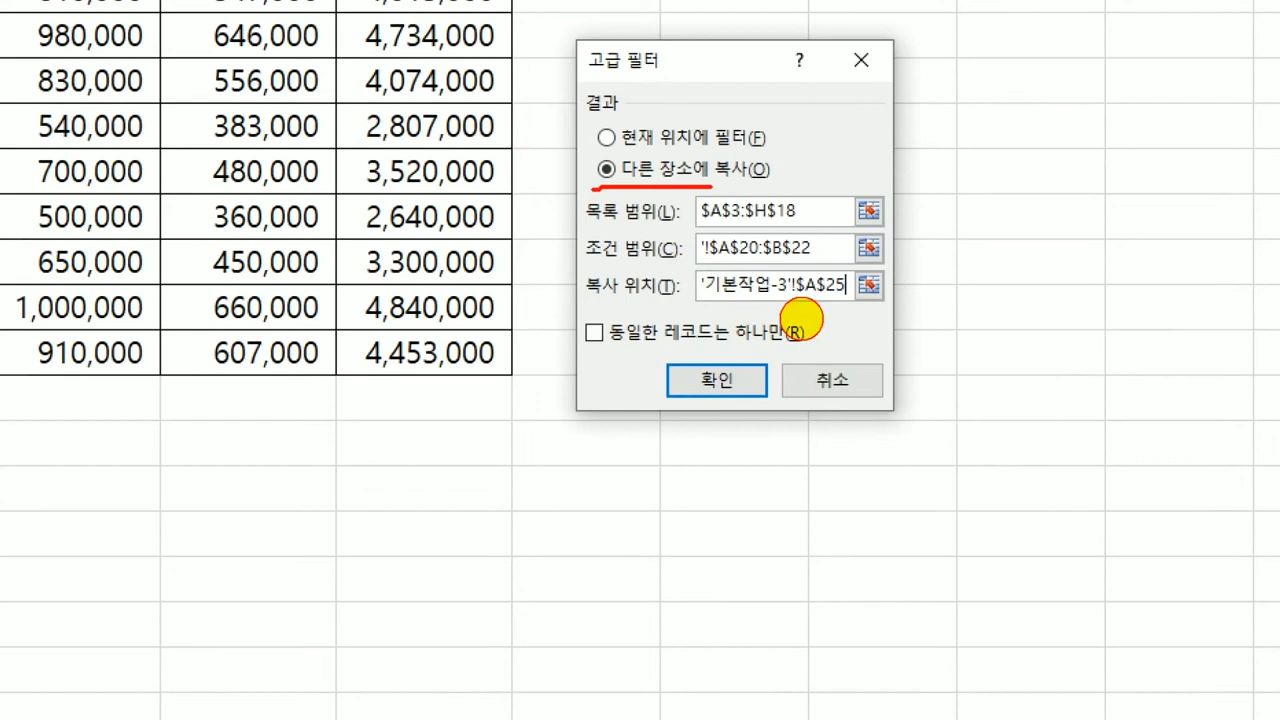 980,000 646,000 4,734,000
830,000 556,000 4,074,000
540,000 383,000 2,807,000
700,000 480,000 3,520,000
500,000 360,000 2,640,000
650,000 450,000 3,300,000
1,000,000 660,000 4,840,000
910,000 607,000 4,453,000
고급 필터 ?
결과
현재 위치에 필터(F)
다른 장소에 복사(O)
목록 범위(L): $A$3:$H$18
조건 범위(C): '!$A$20:$B$22
복사 위치(T): '기본작업-3'!$A$25
동일한 레코드는 하나만(R)
확인 취소